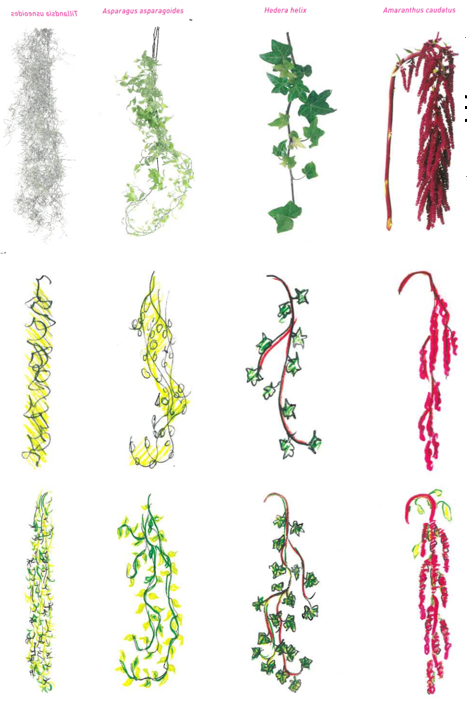 Tillandsia usneoides
Asparagus asparagoides
Hedera helix
Amaranthus caudatus